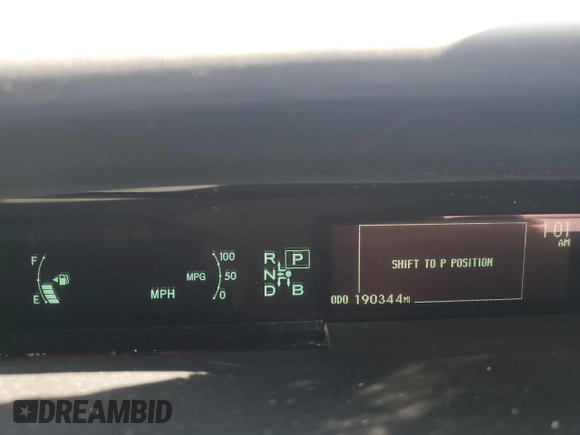 F
E
MPH
MPG
100
50
0
R P
N
D B
SHIFT TO P POSITION
1:01
AM
ODO 190344MI
DREAMBID